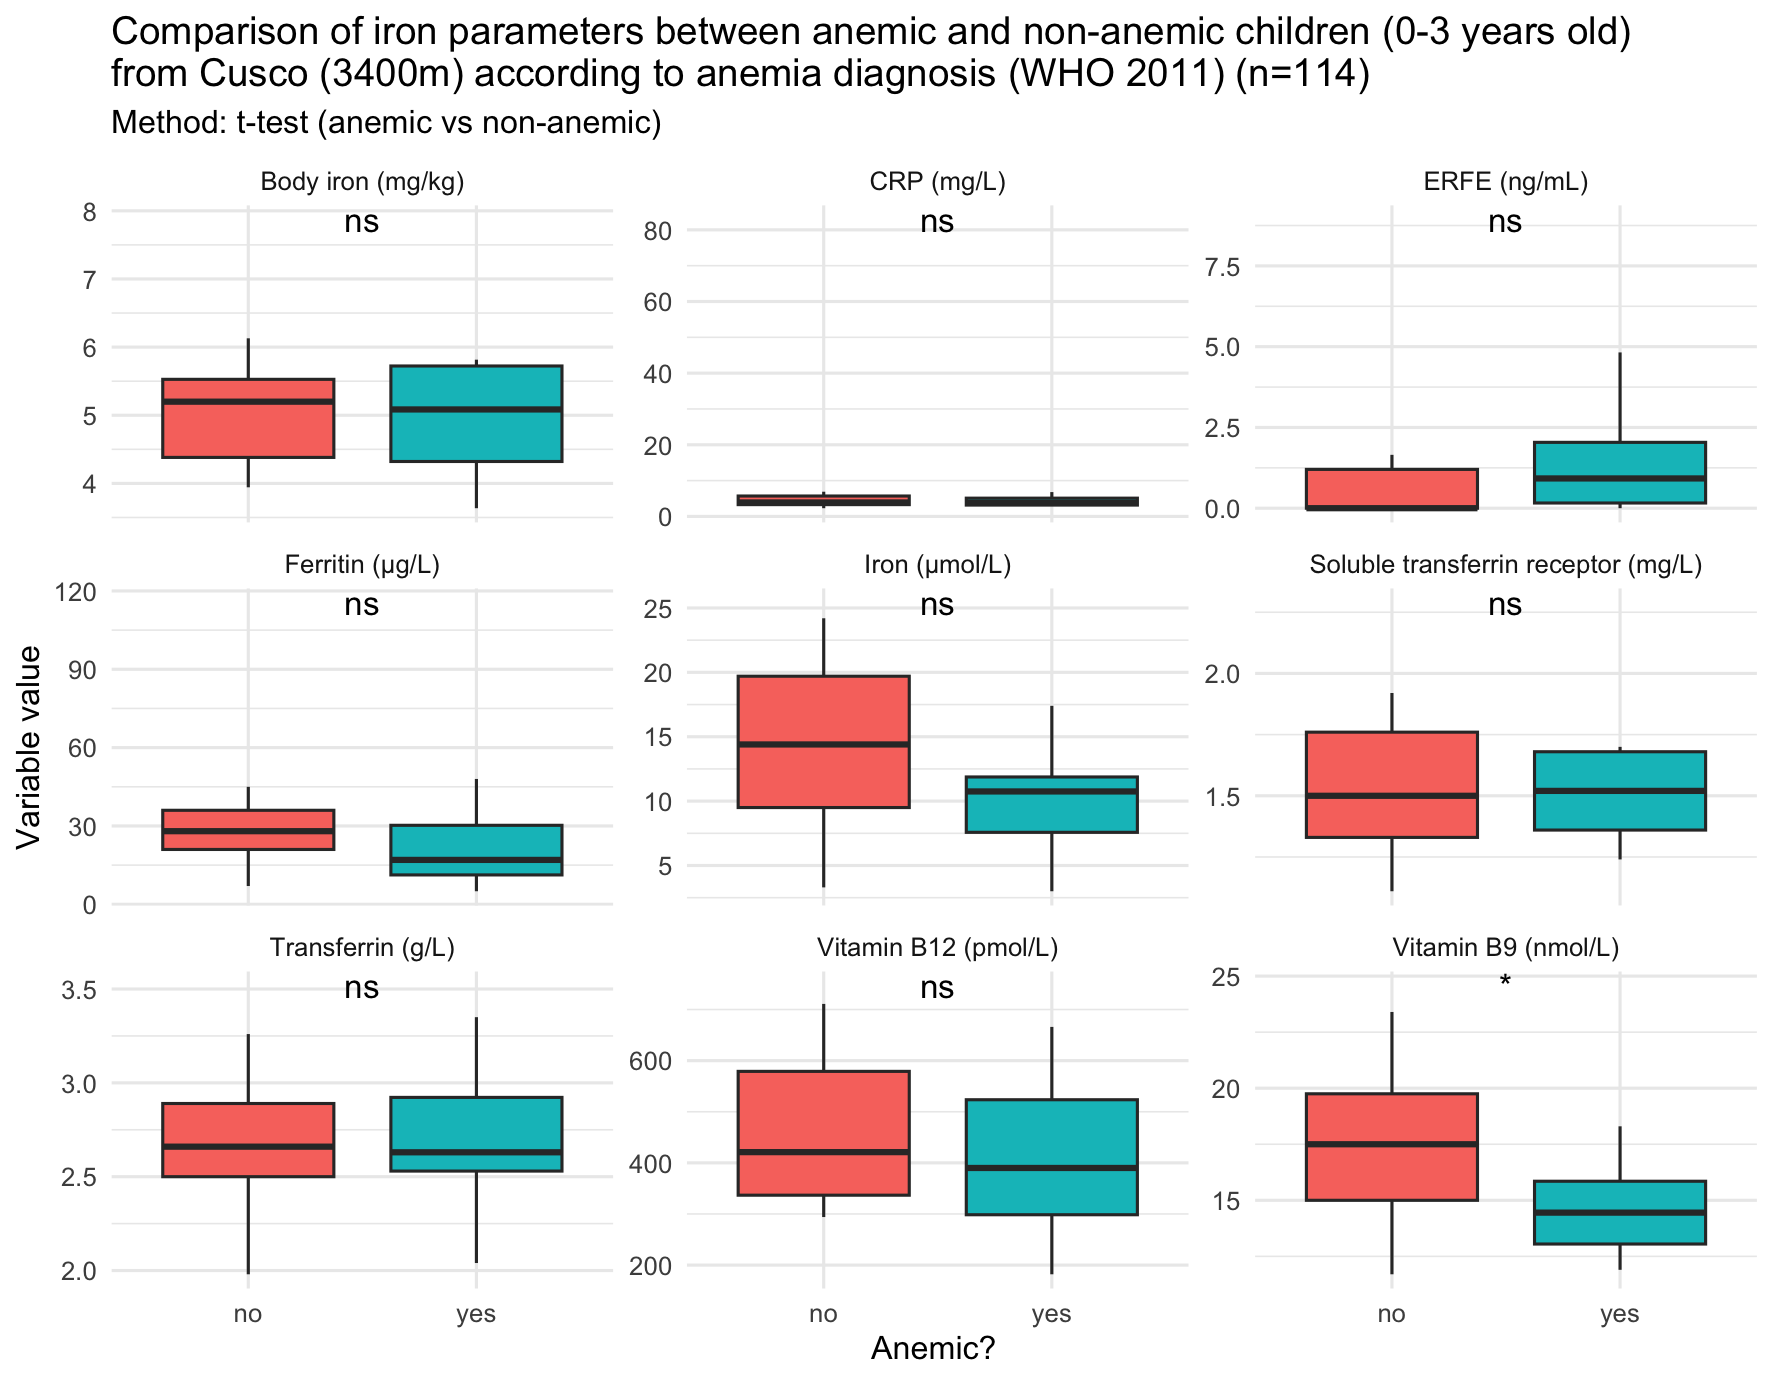 Comparison of iron parameters between anemic and non-anemic children (0-3 years old)
from Cusco (3400m) according to anemia diagnosis (WHO 2011) (n=114)
Method: t-test (anemic vs non-anemic)
Body iron (mg/kg)
ns
8
7
6
5
4
CRP (mg/L)
ns
80
60
40
20
0
ERFE (ng/mL)
ns
7.5
5.0
2.5
0.0
Variable value
Ferritin (µg/L)
ns
120
90
60
30
0
Iron (µmol/L)
ns
25
20
15
10
5
Soluble transferrin receptor (mg/L)
ns
2.0
1.5
Transferrin (g/L)
ns
3.5
3.0
2.5
2.0
no yes
Vitamin B12 (pmol/L)
ns
600
400
200
no yes
Vitamin B9 (nmol/L)
*
25
20
15
no yes
Anemic?